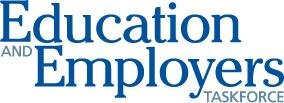 Education
AND Employers
TASKFORCE